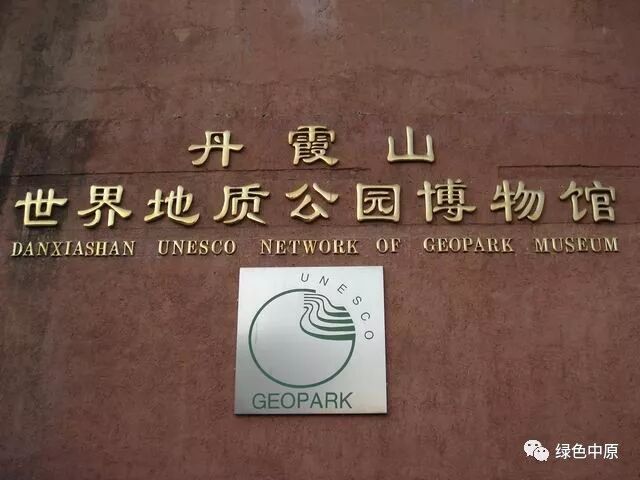 丹霞山
世界地质公园博物馆
DANXIASHAN UNESCO NETWORK OF GEOPARK MUSEUM
UNESCO
GEOPARK
绿色中原